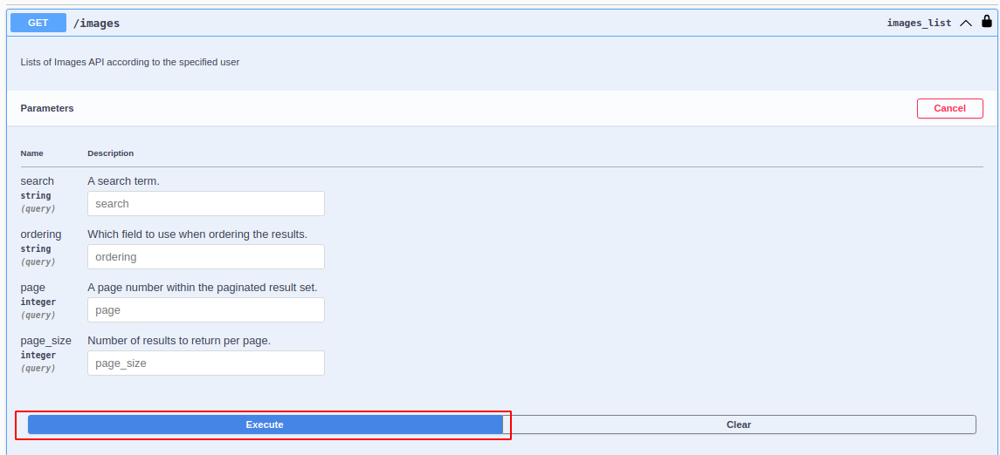 GET /images images_list
Lists of Images API according to the specified user
Parameters Cancel
Name Description
search A search term.
string
(query) search
ordering Which field to use when ordering the results.
string
(query) ordering
page A page number within the paginated result set.
integer
(query) page
page_size Number of results to return per page.
integer
(query) page_size
Execute Clear